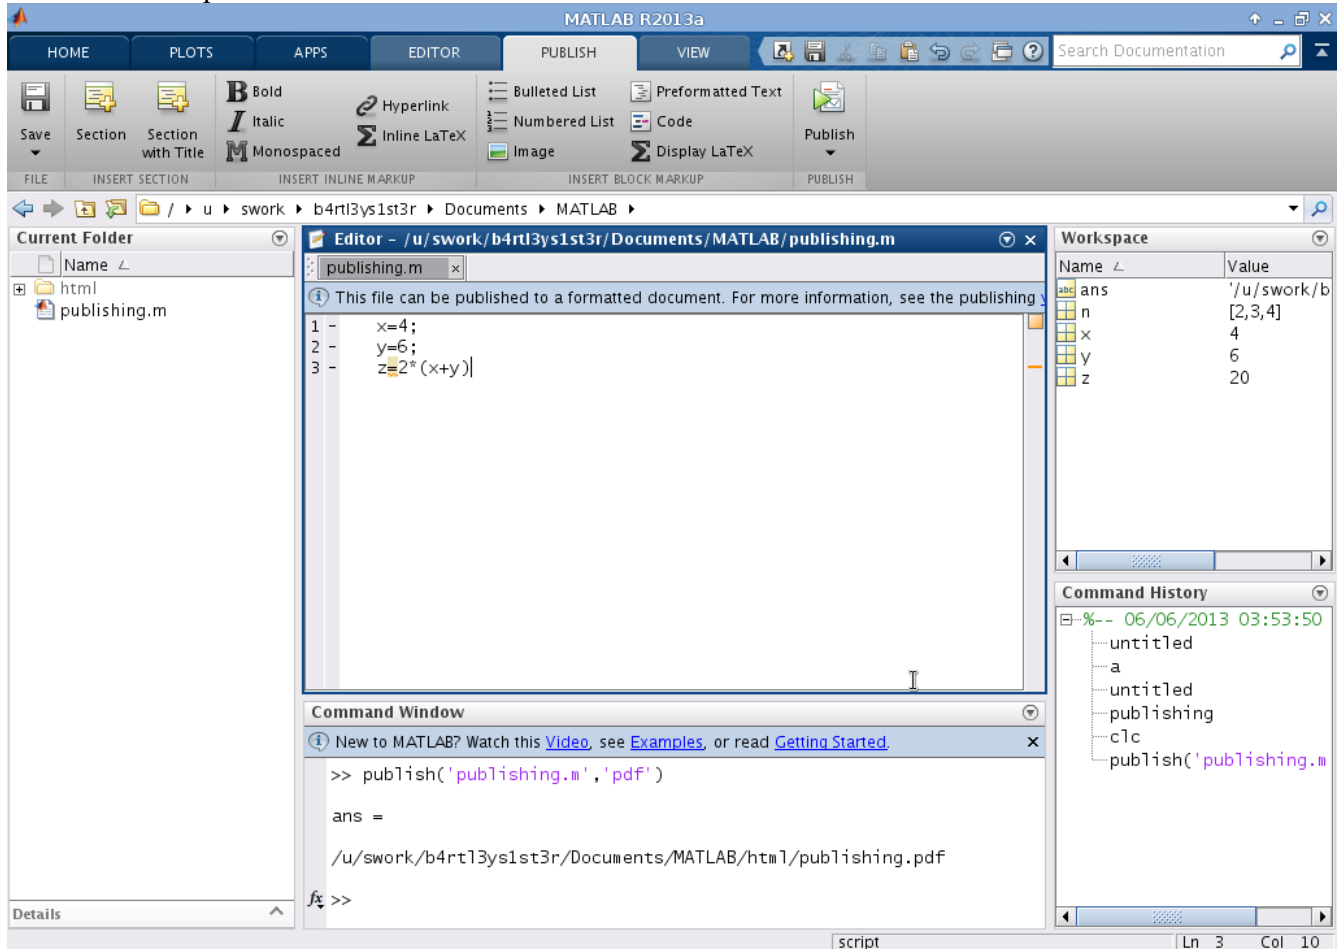 MATLAB R2013a
HOME PLOTS APPS EDITOR PUBLISH VIEW Search Documentation
Save Section Section with Title
Bold Italic Monospaced
Hyperlink Inline LaTeX
Bulleted List Numbered List Image
Preformatted Text Code Display LaTeX
Publish
FILE INSERT SECTION INSERT INLINE MARKUP INSERT BLOCK MARKUP PUBLISH
/ u swork b4rtl3ys1st3r Documents MATLAB
Current Folder
Name
html
publishing.m
Details
Editor - /u/swork/b4rtl3ys1st3r/Documents/MATLAB/publishing.m
publishing.m
This file can be published to a formatted document. For more information, see the publishing
1 - x=4;
2 - y=6;
3 - z=2*(x+y)
Command Window
New to MATLAB? Watch this Video, see Examples, or read Getting Started.
>> publish('publishing.m','pdf')
ans =
/u/swork/b4rtl3ys1st3r/Documents/MATLAB/html/publishing.pdf
fx >>
Workspace
Name Value
abc ans '/u/swork/b
n [2,3,4]
x 4
y 6
z 20
Command History
%-- 06/06/2013 03:53:50
untitled
a
untitled
publishing
clc
publish('publishing.m
script Ln 3 Col 10